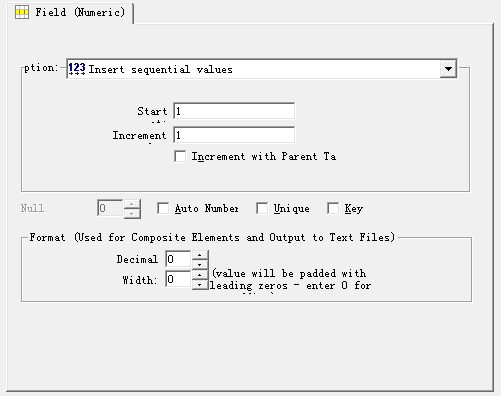 Field (Numeric)
ption: 123 Insert sequential values
Start 1
Increment 1
Increment with Parent Ta
Null 0 Auto Number Unique Key
Format (Used for Composite Elements and Output to Text Files)
Decimal 0
Width: 0 (value will be padded with
leading zeros - enter 0 for